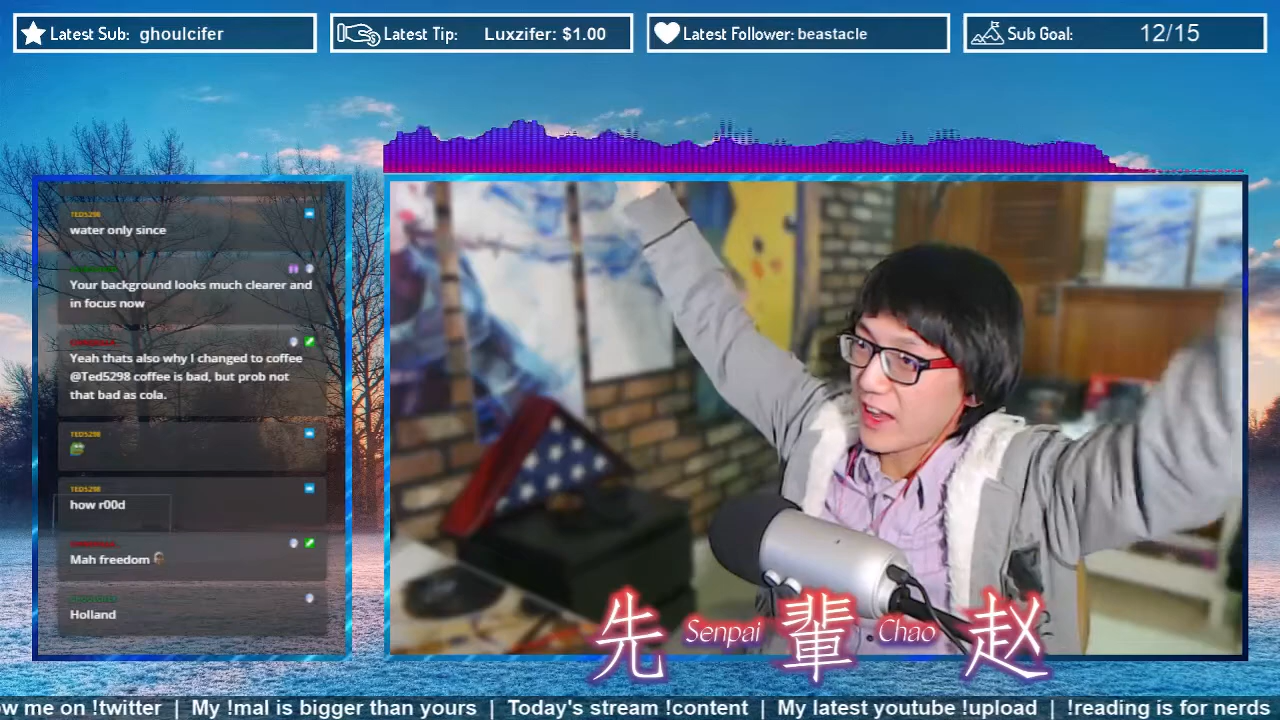 Latest Sub: ghoulcifer
Latest Tip: Luxzifer: $1.00
Latest Follower: beastacle
Sub Goal: 12/15
TED5298
water only since
Your background looks much clearer and
in focus now
Yeah thats also why I changed to coffee
@Ted5298 coffee is bad, but prob not
that bad as cola.
TED5298
TED5298
how r00d
Mah freedom
Holland
先 Senpai 輩 Chao 赵
ow me on !twitter | My !mal is bigger than yours | Today's stream !content | My latest youtube !upload | !reading is for nerds